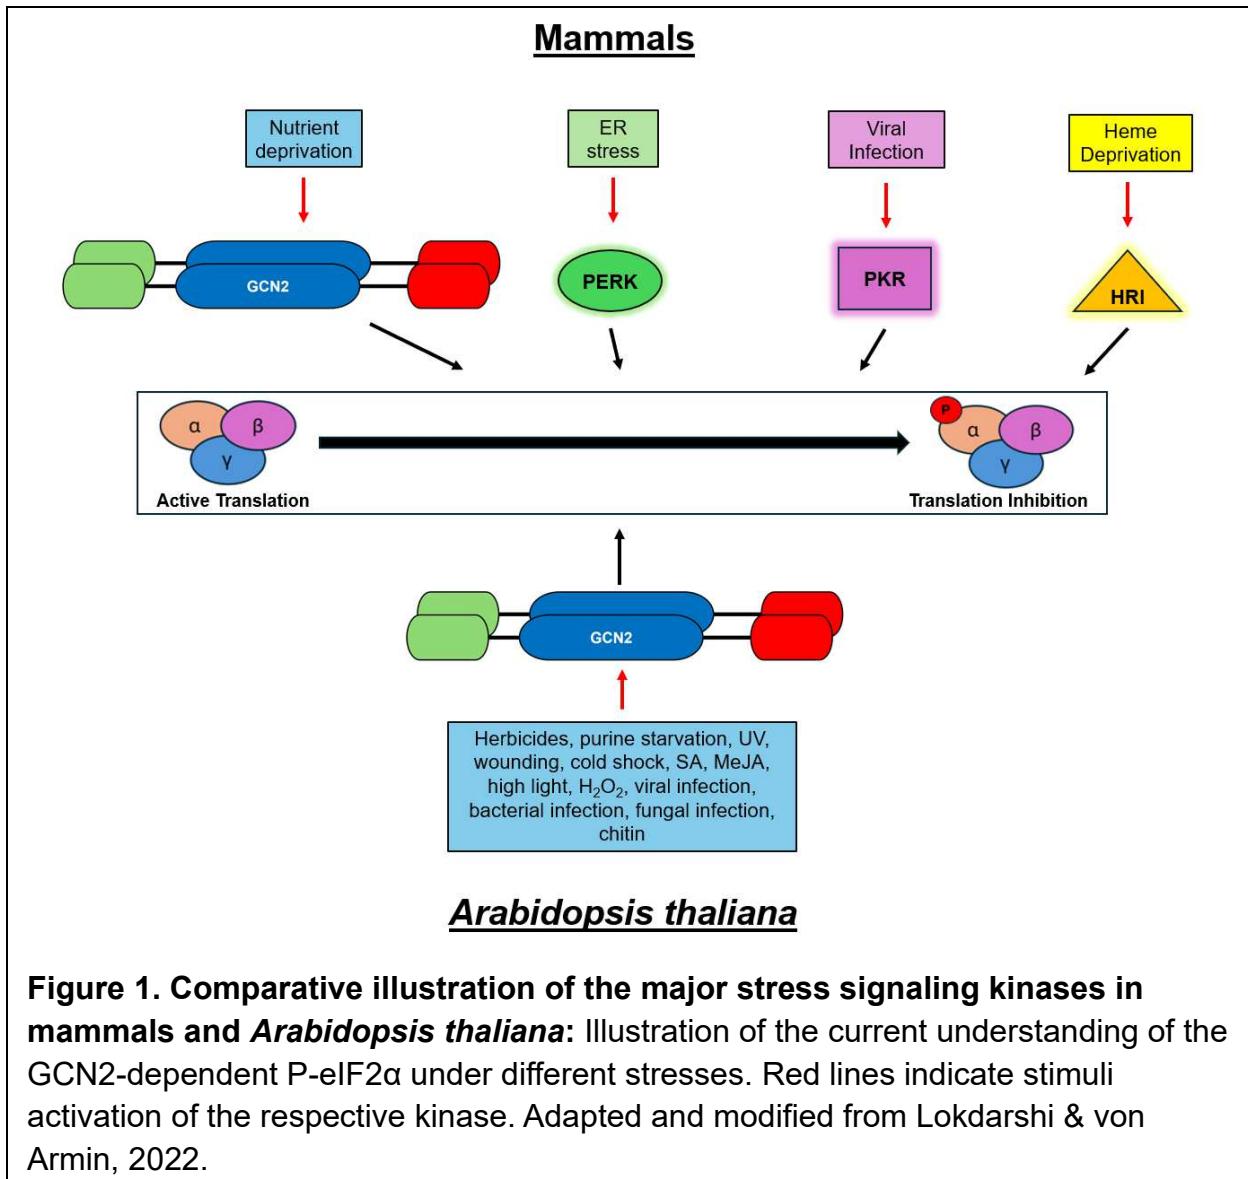 Mammals
Nutrient
deprivation
ER
stress
Viral
Infection
Heme
Deprivation
GCN2
PERK
PKR
HRI
α
β
γ
Active Translation
P
α
β
γ
Translation Inhibition
GCN2
Herbicides, purine starvation, UV,
wounding, cold shock, SA, MeJA,
high light, H₂O₂, viral infection,
bacterial infection, fungal infection,
chitin
Arabidopsis thaliana
Figure 1. Comparative illustration of the major stress signaling kinases in
mammals and Arabidopsis thaliana: Illustration of the current understanding of the
GCN2-dependent P-eIF2α under different stresses. Red lines indicate stimuli
activation of the respective kinase. Adapted and modified from Lokdarshi & von
Armin, 2022.